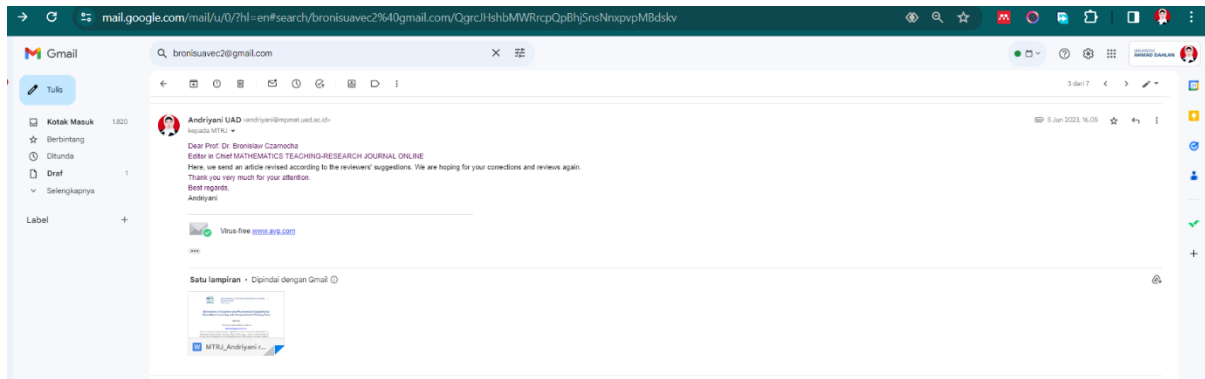 mail.google.com/mail/u/0/?hl=en#search/bronisuavec2%40gmail.com/QgrcJHshbMWRrcpQpBhjSnsNnxpvpMBdskv
Gmail
bronisuavec2@gmail.com
UNIVERSITAS
AHMAD DAHLAN
Tulis
3 dari 7
Kotak Masuk 1.820
Berbintang
Ditunda
Draf 1
Selengkapnya
Label
Andriyani UAD <andriyani@mpmat.uad.ac.id>
5 Jun 2023, 16.05
kepada MTRJ
Dear Prof. Dr. Bronislaw Czarnocha
Editor in Chief MATHEMATICS TEACHING-RESEARCH JOURNAL ONLINE
Here, we send an article revised according to the reviewers' suggestions. We are hoping for your corrections and reviews again.
Thank you very much for your attention.
Best regards,
Andriyani
Virus-free.www.avg.com
Satu lampiran • Dipindai dengan Gmail
W MTRJ_Andriyani r...